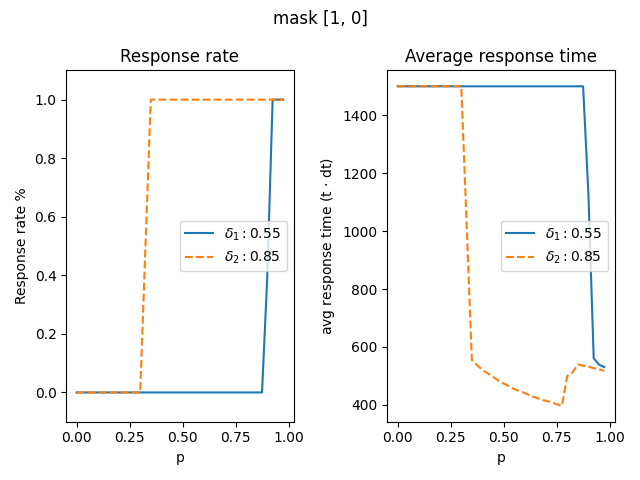 mask [1, 0]
Response rate
Response rate %
1.0
0.8
0.6
0.4
0.2
0.0
0.00 0.25 0.50 0.75 1.00
p
δ₁ : 0.55
δ₂ : 0.85
Average response time
avg response time (t · dt)
1400
1200
1000
800
600
400
0.00 0.25 0.50 0.75 1.00
p
δ₁ : 0.55
δ₂ : 0.85